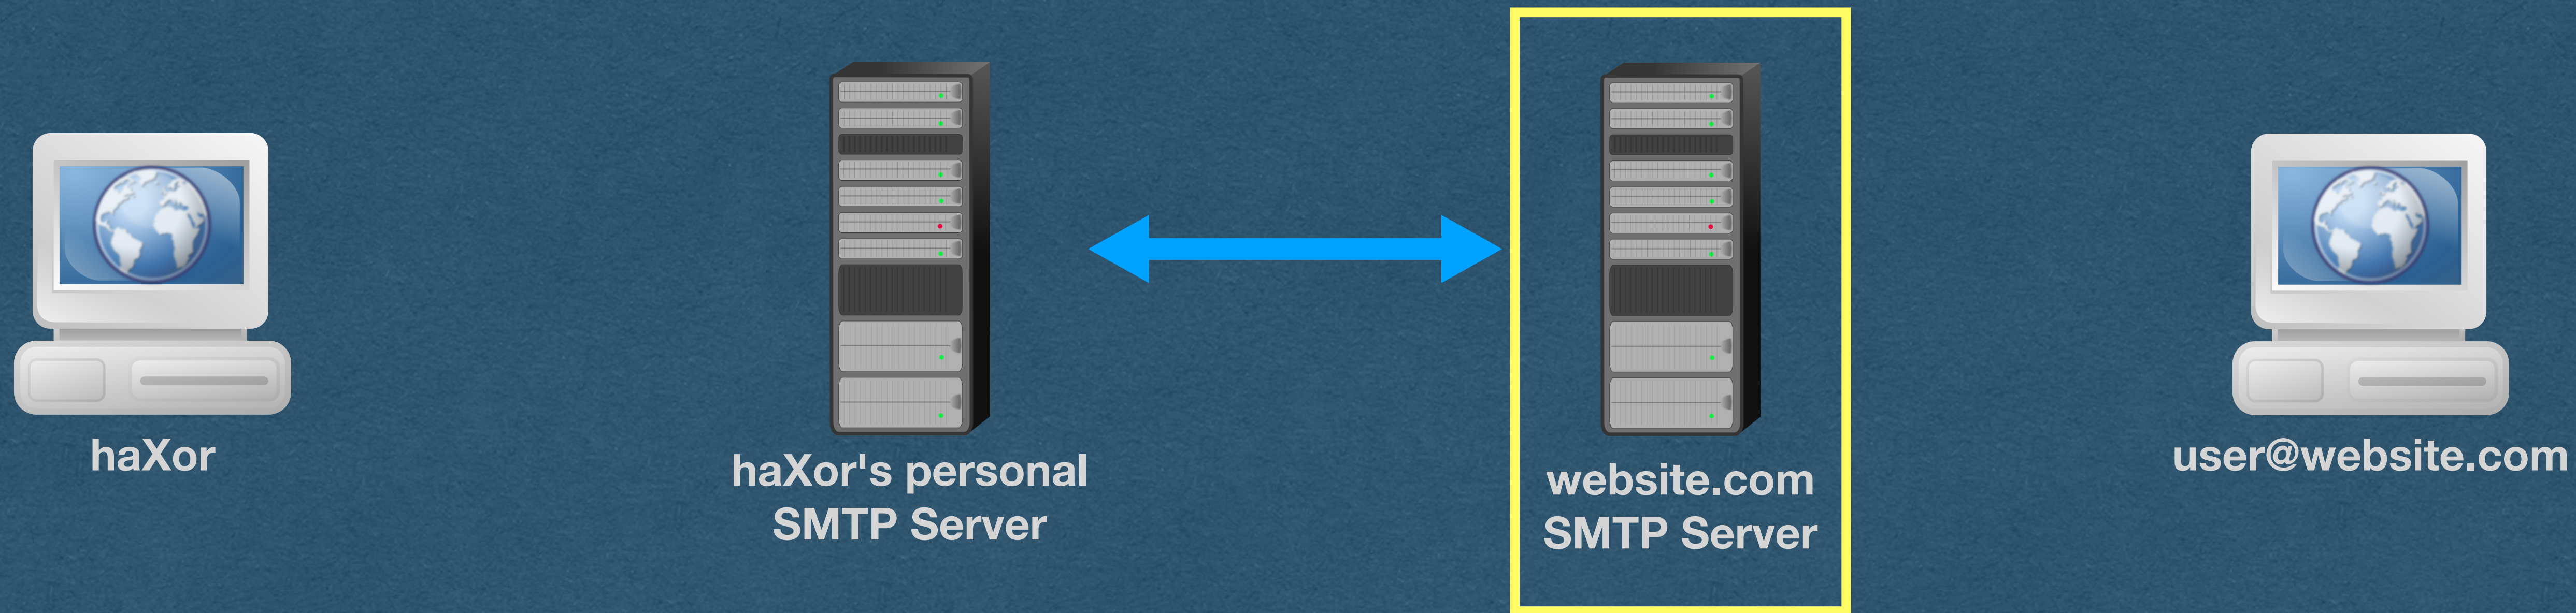 haXor
haXor's personal
SMTP Server
website.com
SMTP Server
user@website.com